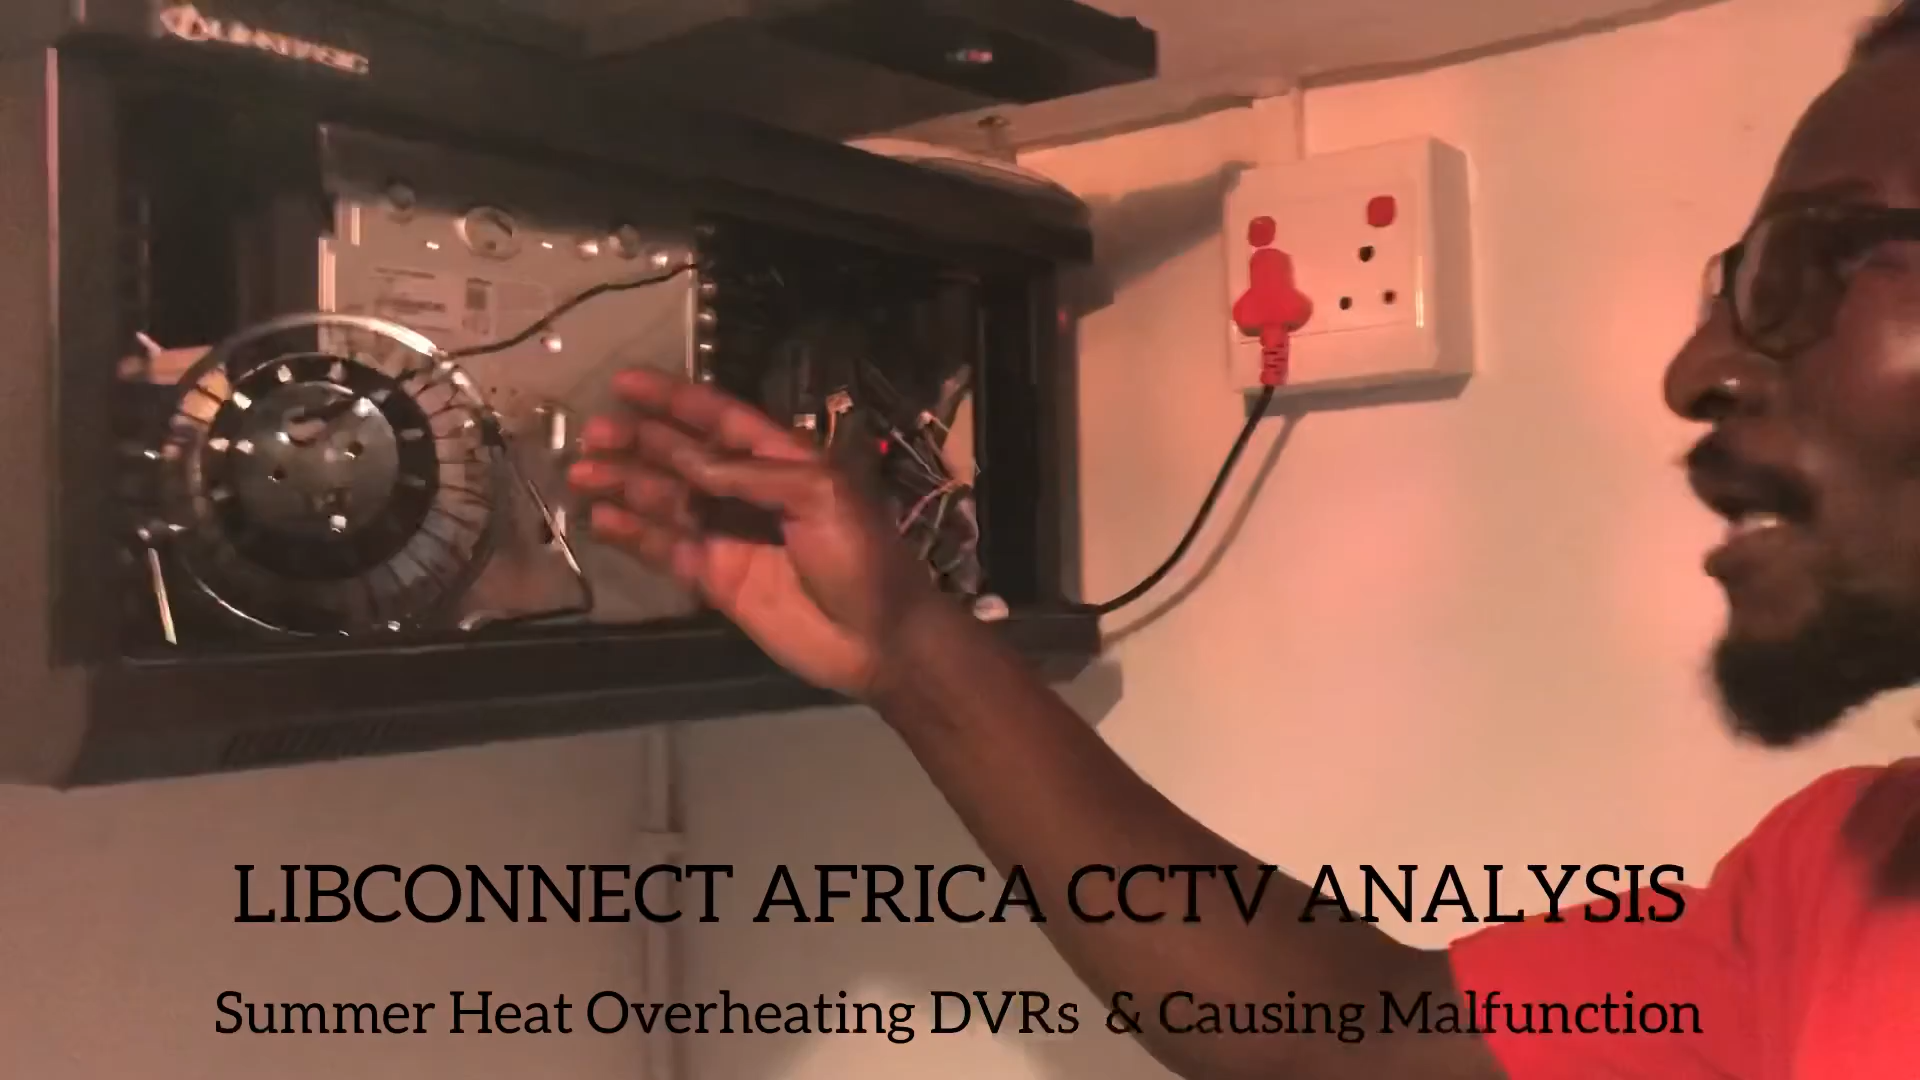 LIBCONNECT AFRICA CCTV ANALYSIS
Summer Heat Overheating DVRs & Causing Malfunction